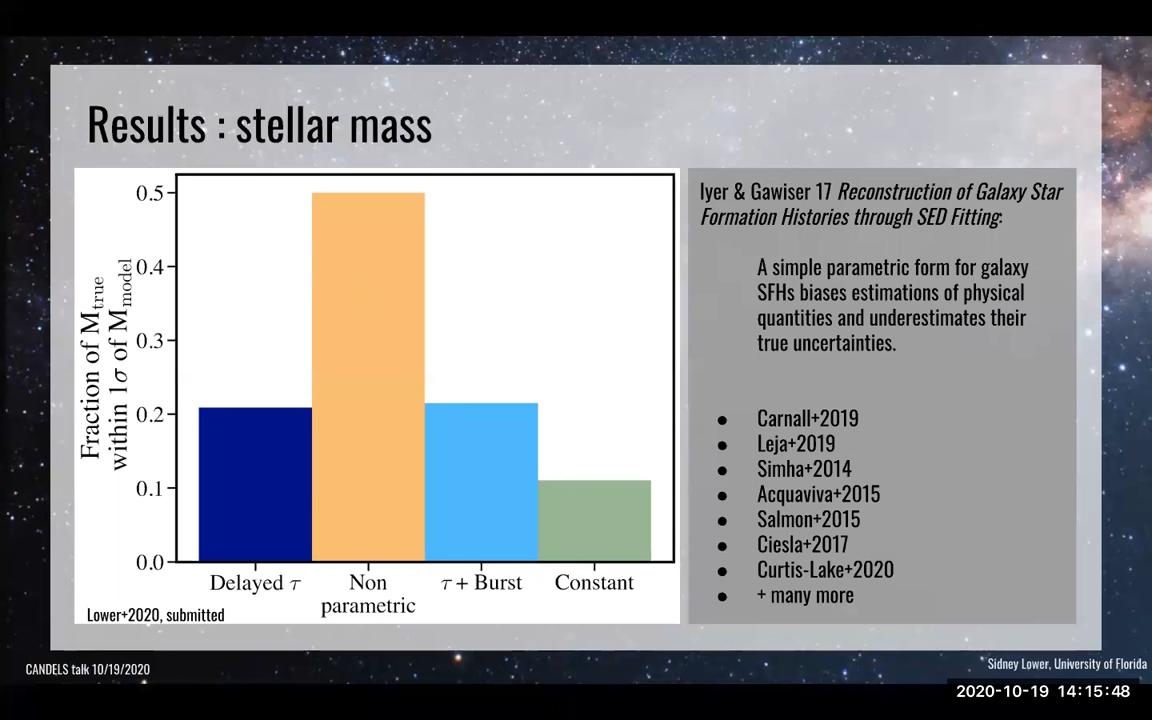 Results : stellar mass
Fraction of M_true
within 1σ of M_model
0.5
0.4
0.3
0.2
0.1
0.0
Delayed τ
Non
parametric
τ + Burst
Constant
Lower+2020, submitted
Iyer & Gawiser 17 Reconstruction of Galaxy Star
Formation Histories through SED Fitting:
A simple parametric form for galaxy
SFHs biases estimations of physical
quantities and underestimates their
true uncertainties.
● Carnall+2019
● Leja+2019
● Simha+2014
● Acquaviva+2015
● Salmon+2015
● Ciesla+2017
● Curtis-Lake+2020
● + many more
CANDELS talk 10/19/2020
Sidney Lower, University of Florida
2020-10-19 14:15:48